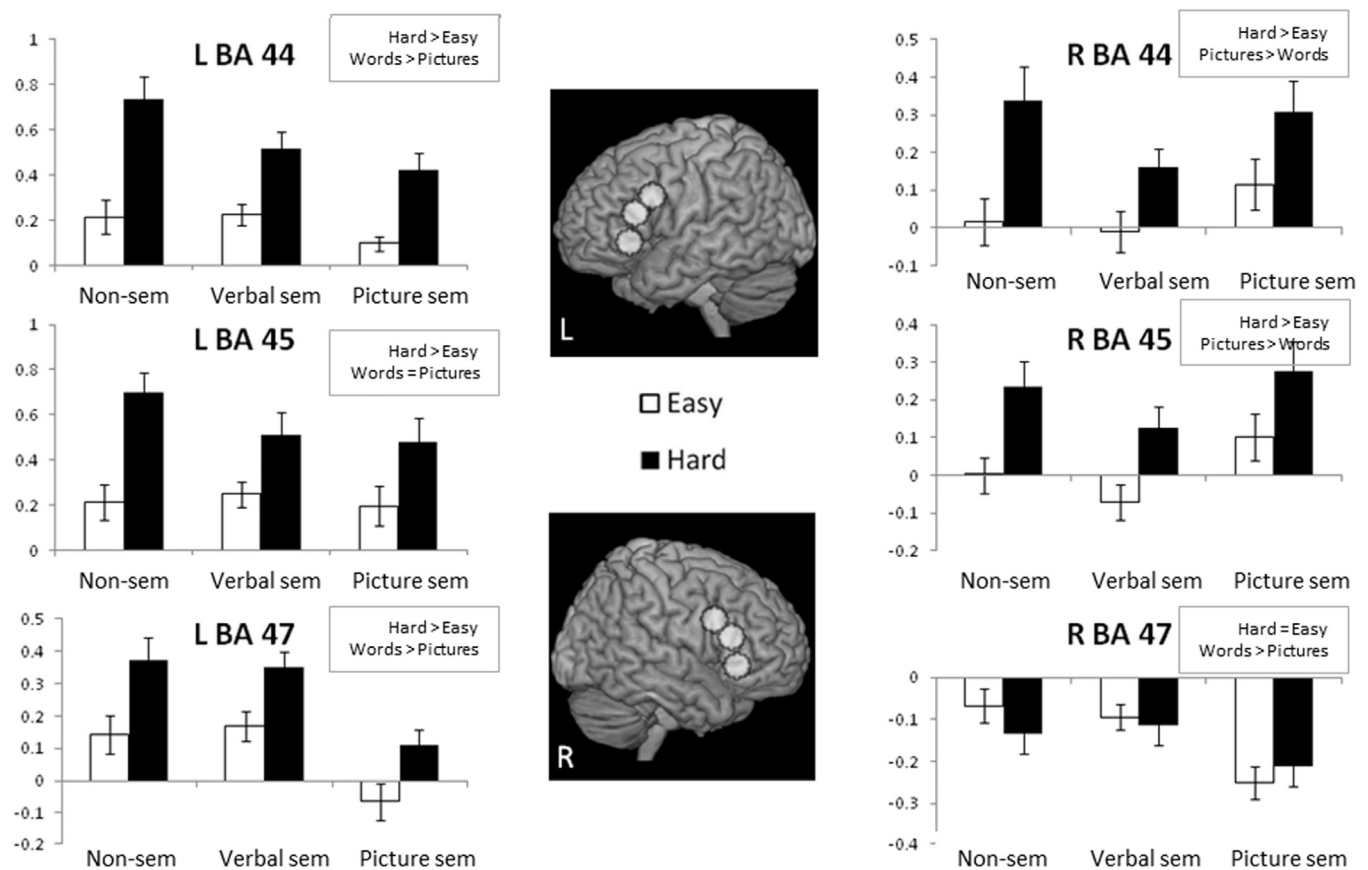 L BA 44
Hard > Easy
Words > Pictures
1
0.8
0.6
0.4
0.2
0
Non-sem Verbal sem Picture sem
L BA 45
Hard > Easy
Words = Pictures
1
0.8
0.6
0.4
0.2
0
Non-sem Verbal sem Picture sem
L BA 47
Hard > Easy
Words > Pictures
0.5
0.4
0.3
0.2
0.1
0
-0.1
-0.2
Non-sem Verbal sem Picture sem
L
Easy
Hard
R
R BA 44
Hard > Easy
Pictures > Words
0.5
0.4
0.3
0.2
0.1
0
-0.1
Non-sem Verbal sem Picture sem
R BA 45
Hard > Easy
Pictures > Words
0.4
0.3
0.2
0.1
0
-0.1
-0.2
Non-sem Verbal sem Picture sem
R BA 47
Hard = Easy
Words > Pictures
0
-0.1
-0.2
-0.3
-0.4
Non-sem Verbal sem Picture sem